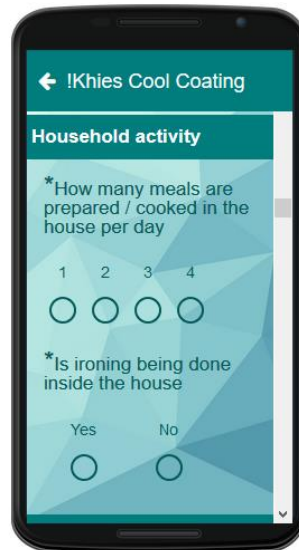 !Khies Cool Coating
Household activity
*How many meals are
prepared / cooked in the
house per day
1 2 3 4
*Is ironing being done
inside the house
Yes No